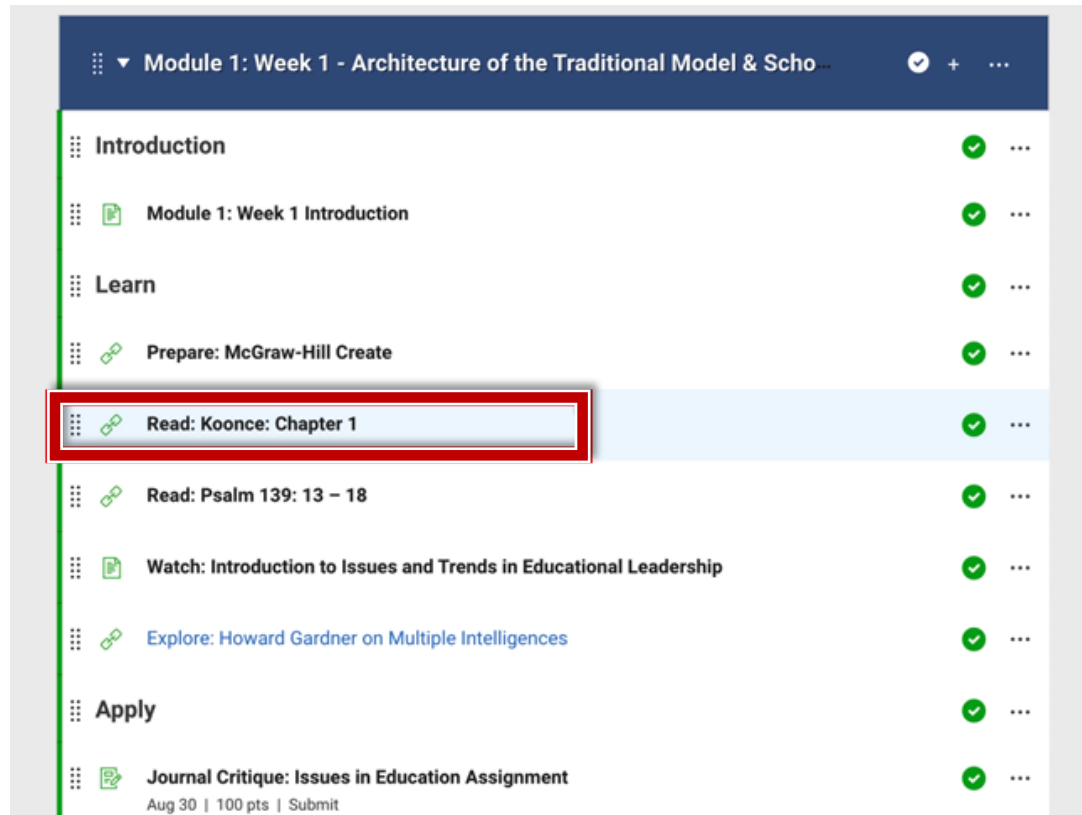 Module 1: Week 1 - Architecture of the Traditional Model & Scho...
Introduction
Module 1: Week 1 Introduction
Learn
Prepare: McGraw-Hill Create
Read: Koonce: Chapter 1
Read: Psalm 139: 13 – 18
Watch: Introduction to Issues and Trends in Educational Leadership
Explore: Howard Gardner on Multiple Intelligences
Apply
Journal Critique: Issues in Education Assignment
Aug 30 | 100 pts | Submit